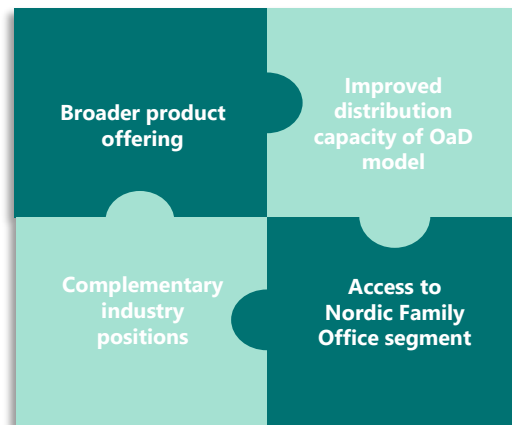 Broader product
offering
Improved
distribution
capacity of OaD
model
Complementary
industry
positions
Access to
Nordic Family
Office segment